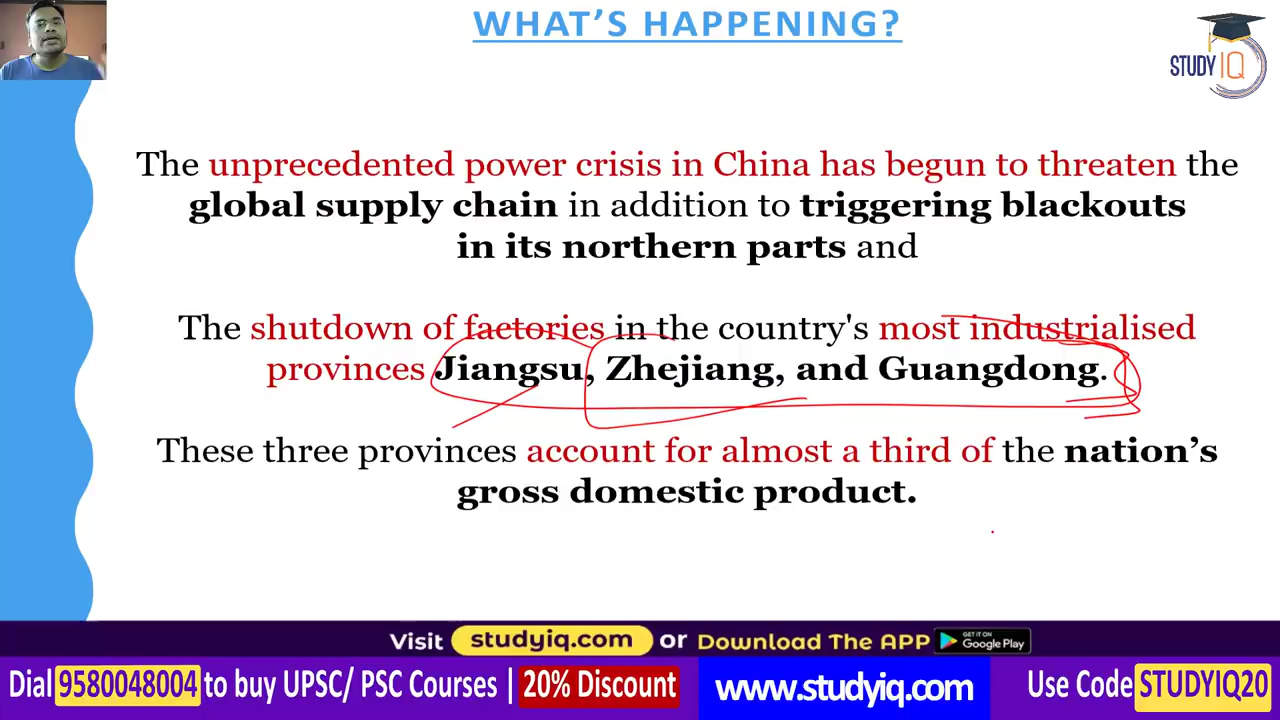 WHAT'S HAPPENING?
STUDY IQ
The unprecedented power crisis in China has begun to threaten the
global supply chain in addition to triggering blackouts
in its northern parts and
The shutdown of factories in the country's most industrialised
provinces Jiangsu, Zhejiang, and Guangdong.
These three provinces account for almost a third of the nation’s
gross domestic product.
Visit studyiq.com or Download The APP GET IT ON Google Play
Dial 9580048004 to buy UPSC/ PSC Courses | 20% Discount www.studyiq.com Use Code STUDYIQ20